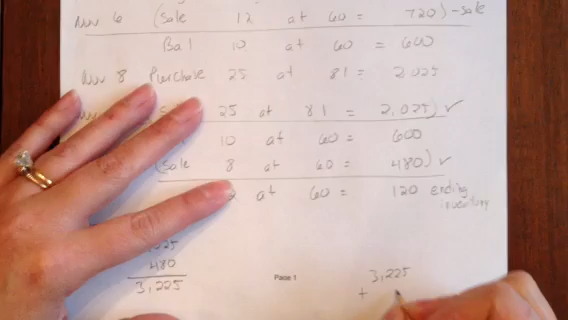 Nov 6 (Sale 12 at 60 = 720) - sale
Bal 10 at 60 = 600
Nov 8 Purchase 25 at 81 = 2,025
25 at 81 = 2,025) ✓
10 at 60 = 600
(Sale 8 at 60 = 480) ✓
2 at 60 = 120 ending inventory
480
3,225
Page 1
3,225
+